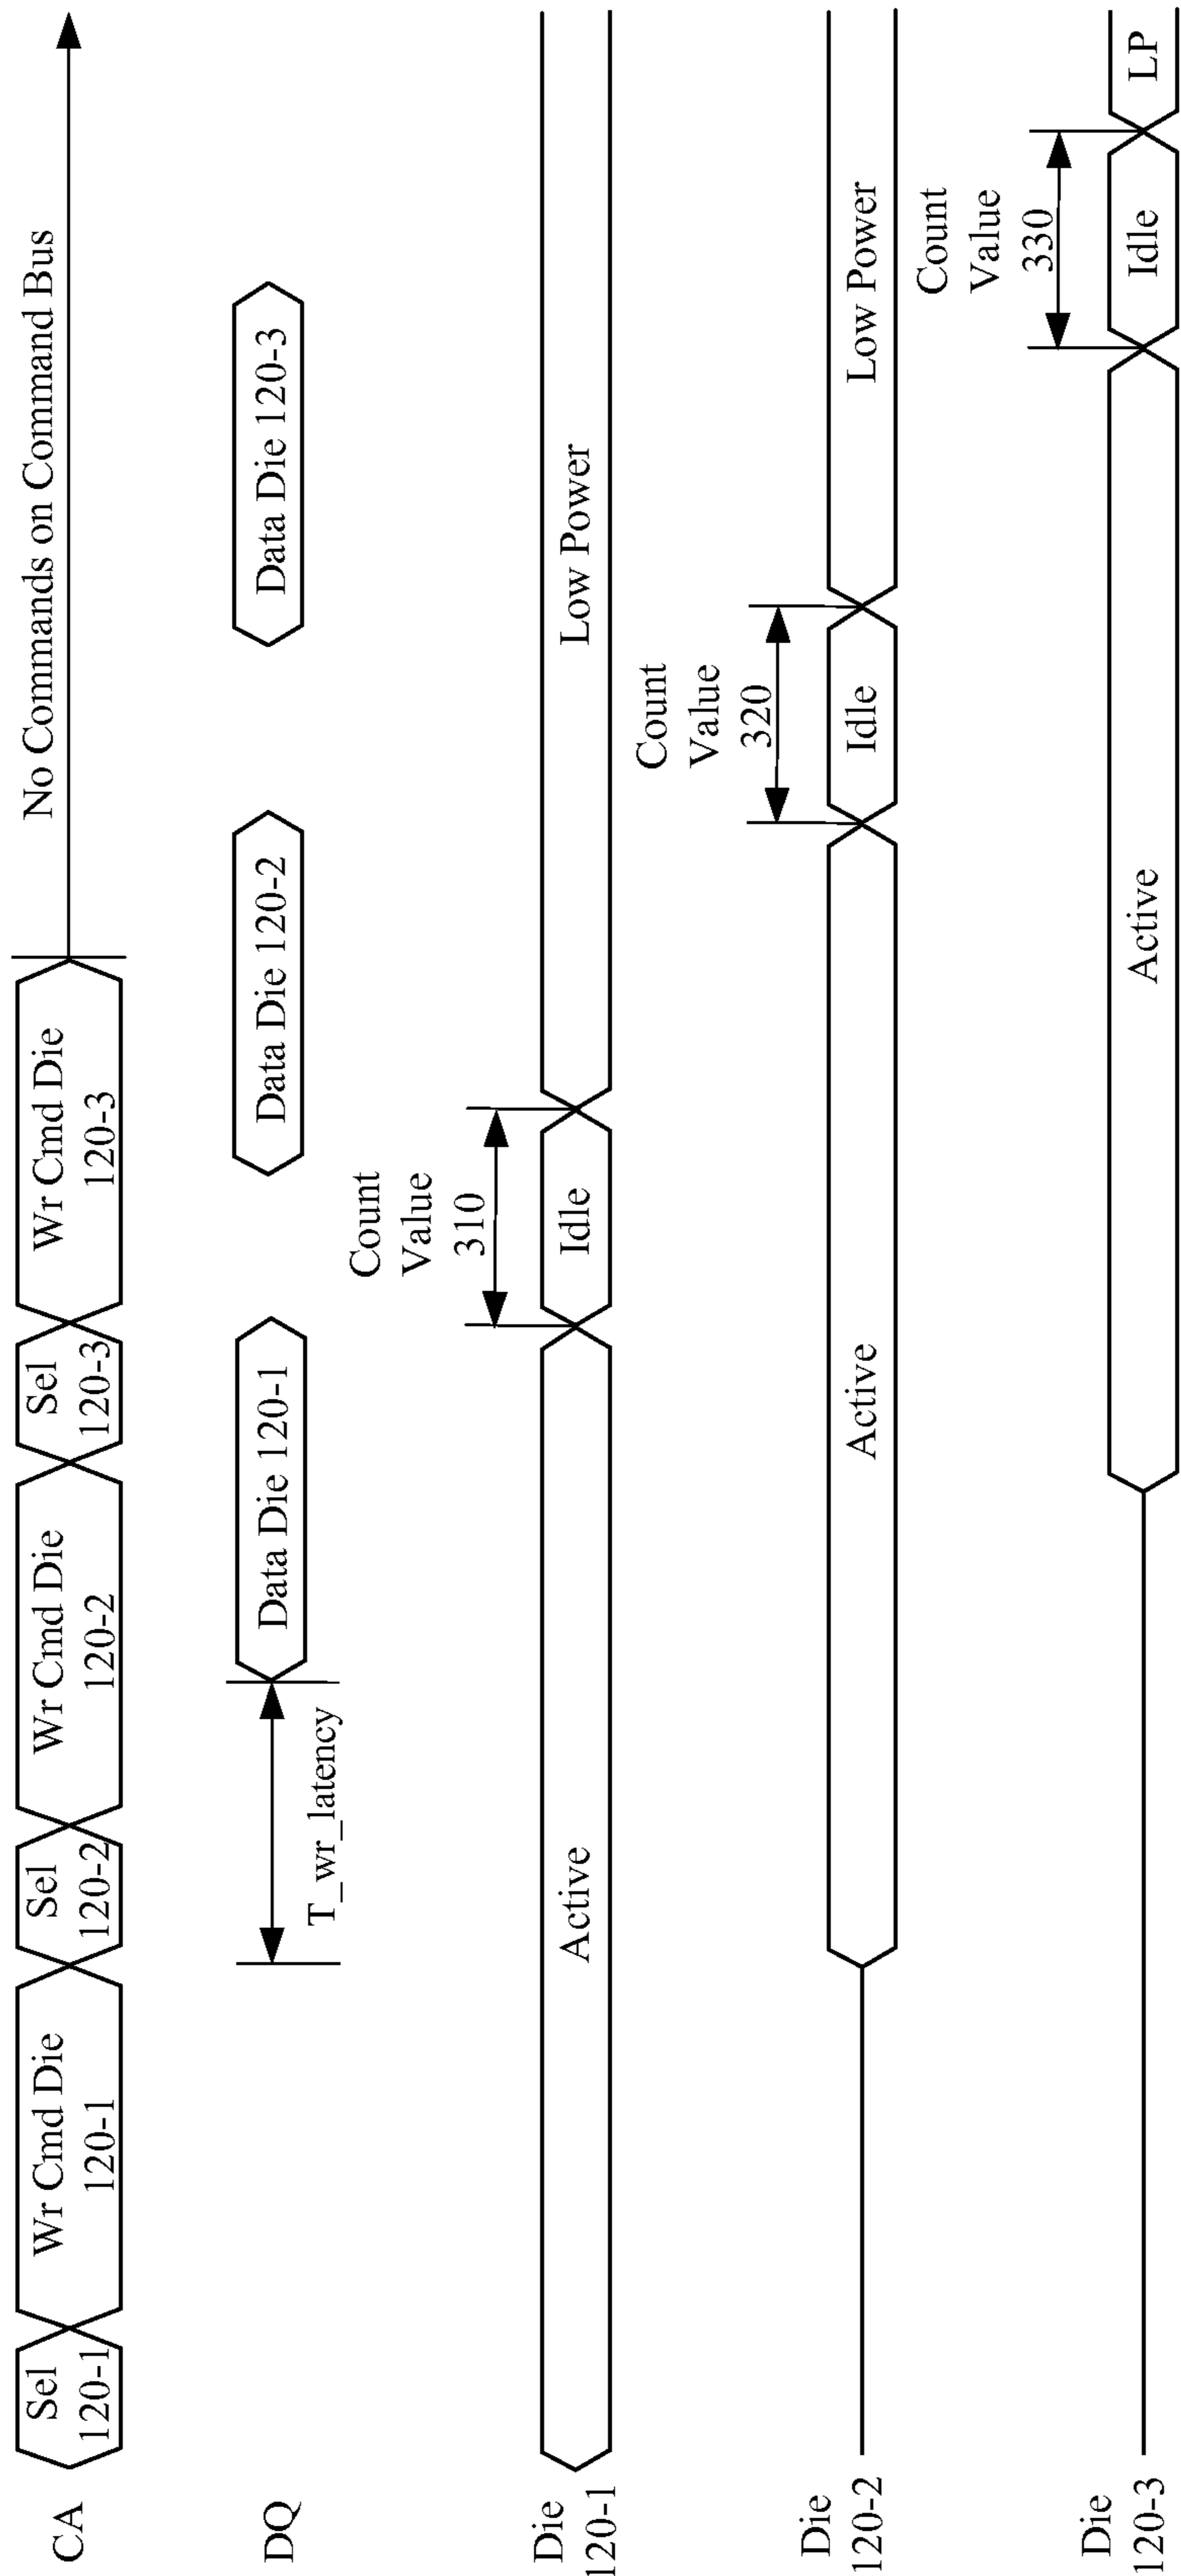 CA
Sel
120-1
Wr Cmd Die
120-1
Sel
120-2
Wr Cmd Die
120-2
Sel
120-3
Wr Cmd Die
120-3
No Commands on Command Bus
DQ
T_wr_latency
Data Die 120-1
Data Die 120-2
Data Die 120-3
Die
120-1
Active
Count
Value
310
Idle
Low Power
Die
120-2
Active
Count
Value
320
Idle
Low Power
Die
120-3
Active
Count
Value
330
Idle
LP